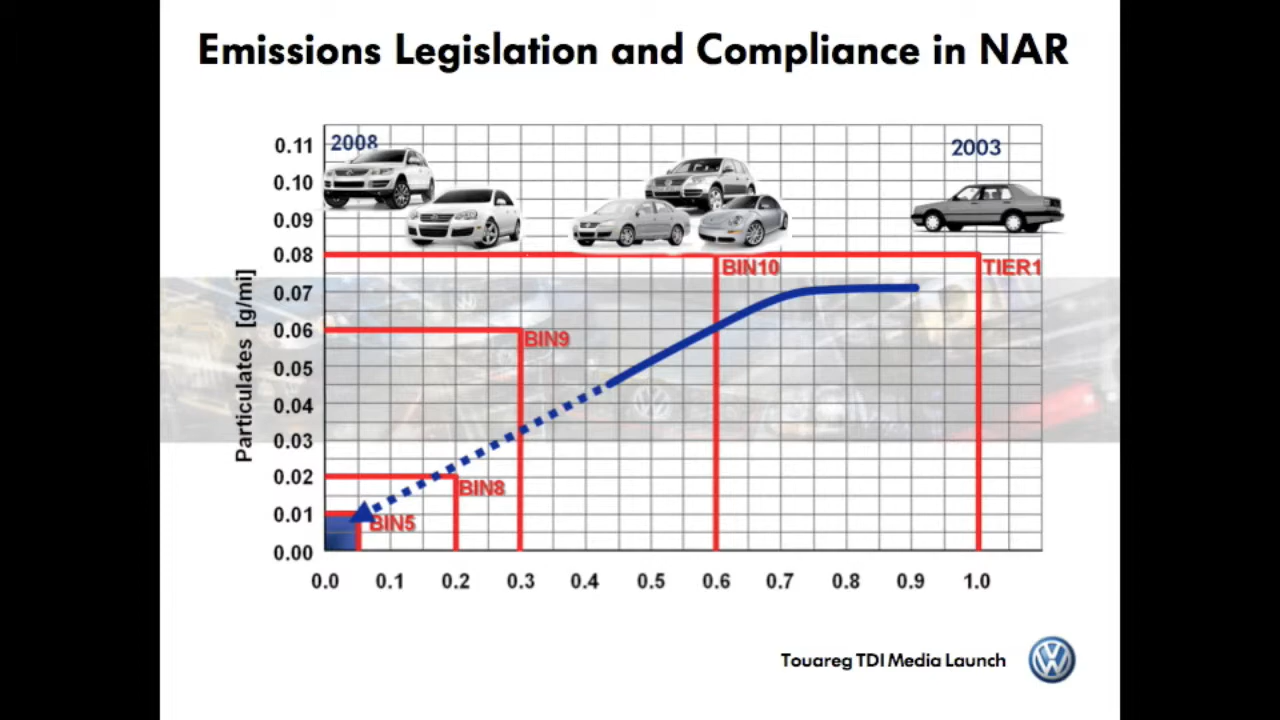 Emissions Legislation and Compliance in NAR
2008
2003
0.11
0.10
0.09
0.08
0.07
0.06
0.05
0.04
0.03
0.02
0.01
0.00
Particulates [g/mi]
BIN10
TIER1
BIN9
BIN8
BIN5
0.0 0.1 0.2 0.3 0.4 0.5 0.6 0.7 0.8 0.9 1.0
Touareg TDI Media Launch